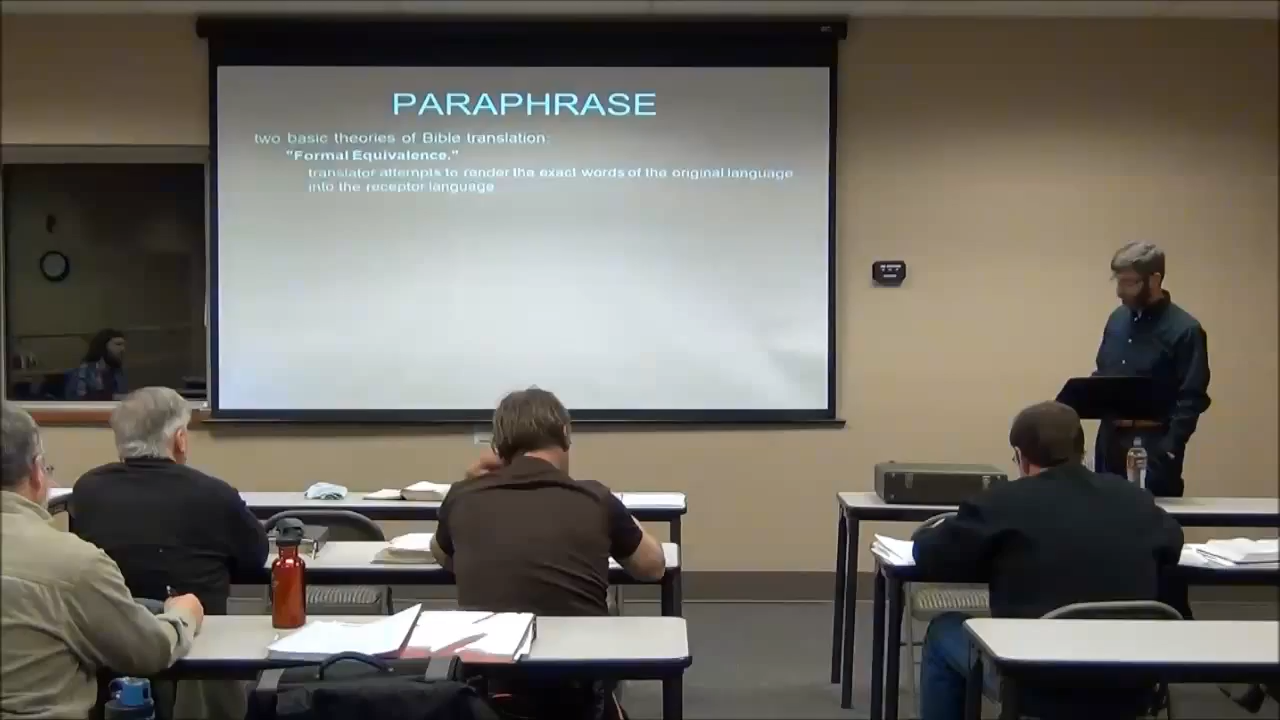 PARAPHRASE
two basic theories of Bible translation:
"Formal Equivalence."
translator attempts to render the exact words of the original language
into the receptor language